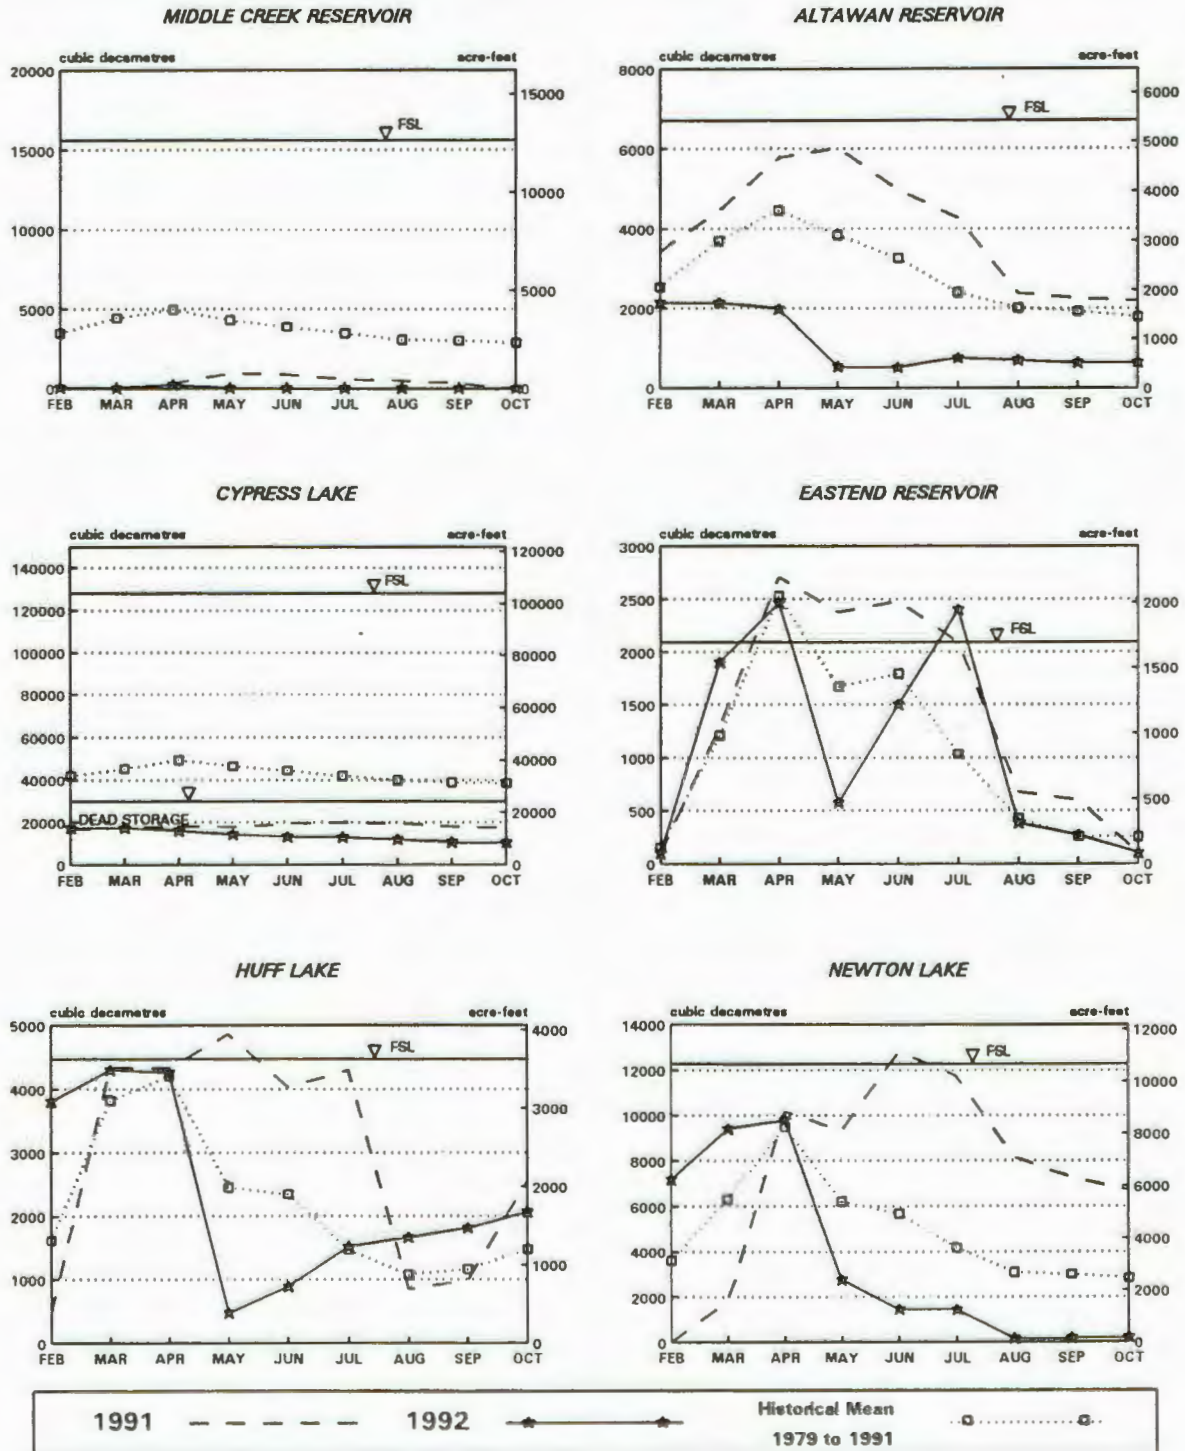 MIDDLE CREEK RESERVOIR
cubic decametres acre-feet
20000
15000
10000
5000
0
15000
10000
5000
0
FSL
FEB MAR APR MAY JUN JUL AUG SEP OCT
ALTAWAN RESERVOIR
cubic decametres acre-feet
8000
6000
4000
2000
0
6000
5000
4000
3000
2000
1000
0
FSL
FEB MAR APR MAY JUN JUL AUG SEP OCT
CYPRESS LAKE
cubic decametres acre-feet
140000
120000
100000
80000
60000
40000
20000
0
120000
100000
80000
60000
40000
20000
0
FSL
DEAD STORAGE
FEB MAR APR MAY JUN JUL AUG SEP OCT
EASTEND RESERVOIR
cubic decametres acre-feet
3000
2500
2000
1500
1000
500
0
2000
1500
1000
500
0
FSL
FEB MAR APR MAY JUN JUL AUG SEP OCT
HUFF LAKE
cubic decametres acre-feet
5000
4000
3000
2000
1000
0
4000
3000
2000
1000
0
FSL
FEB MAR APR MAY JUN JUL AUG SEP OCT
NEWTON LAKE
cubic decametres acre-feet
14000
12000
10000
8000
6000
4000
2000
0
12000
10000
8000
6000
4000
2000
0
FSL
FEB MAR APR MAY JUN JUL AUG SEP OCT
1991 1992 Historical Mean
1979 to 1991